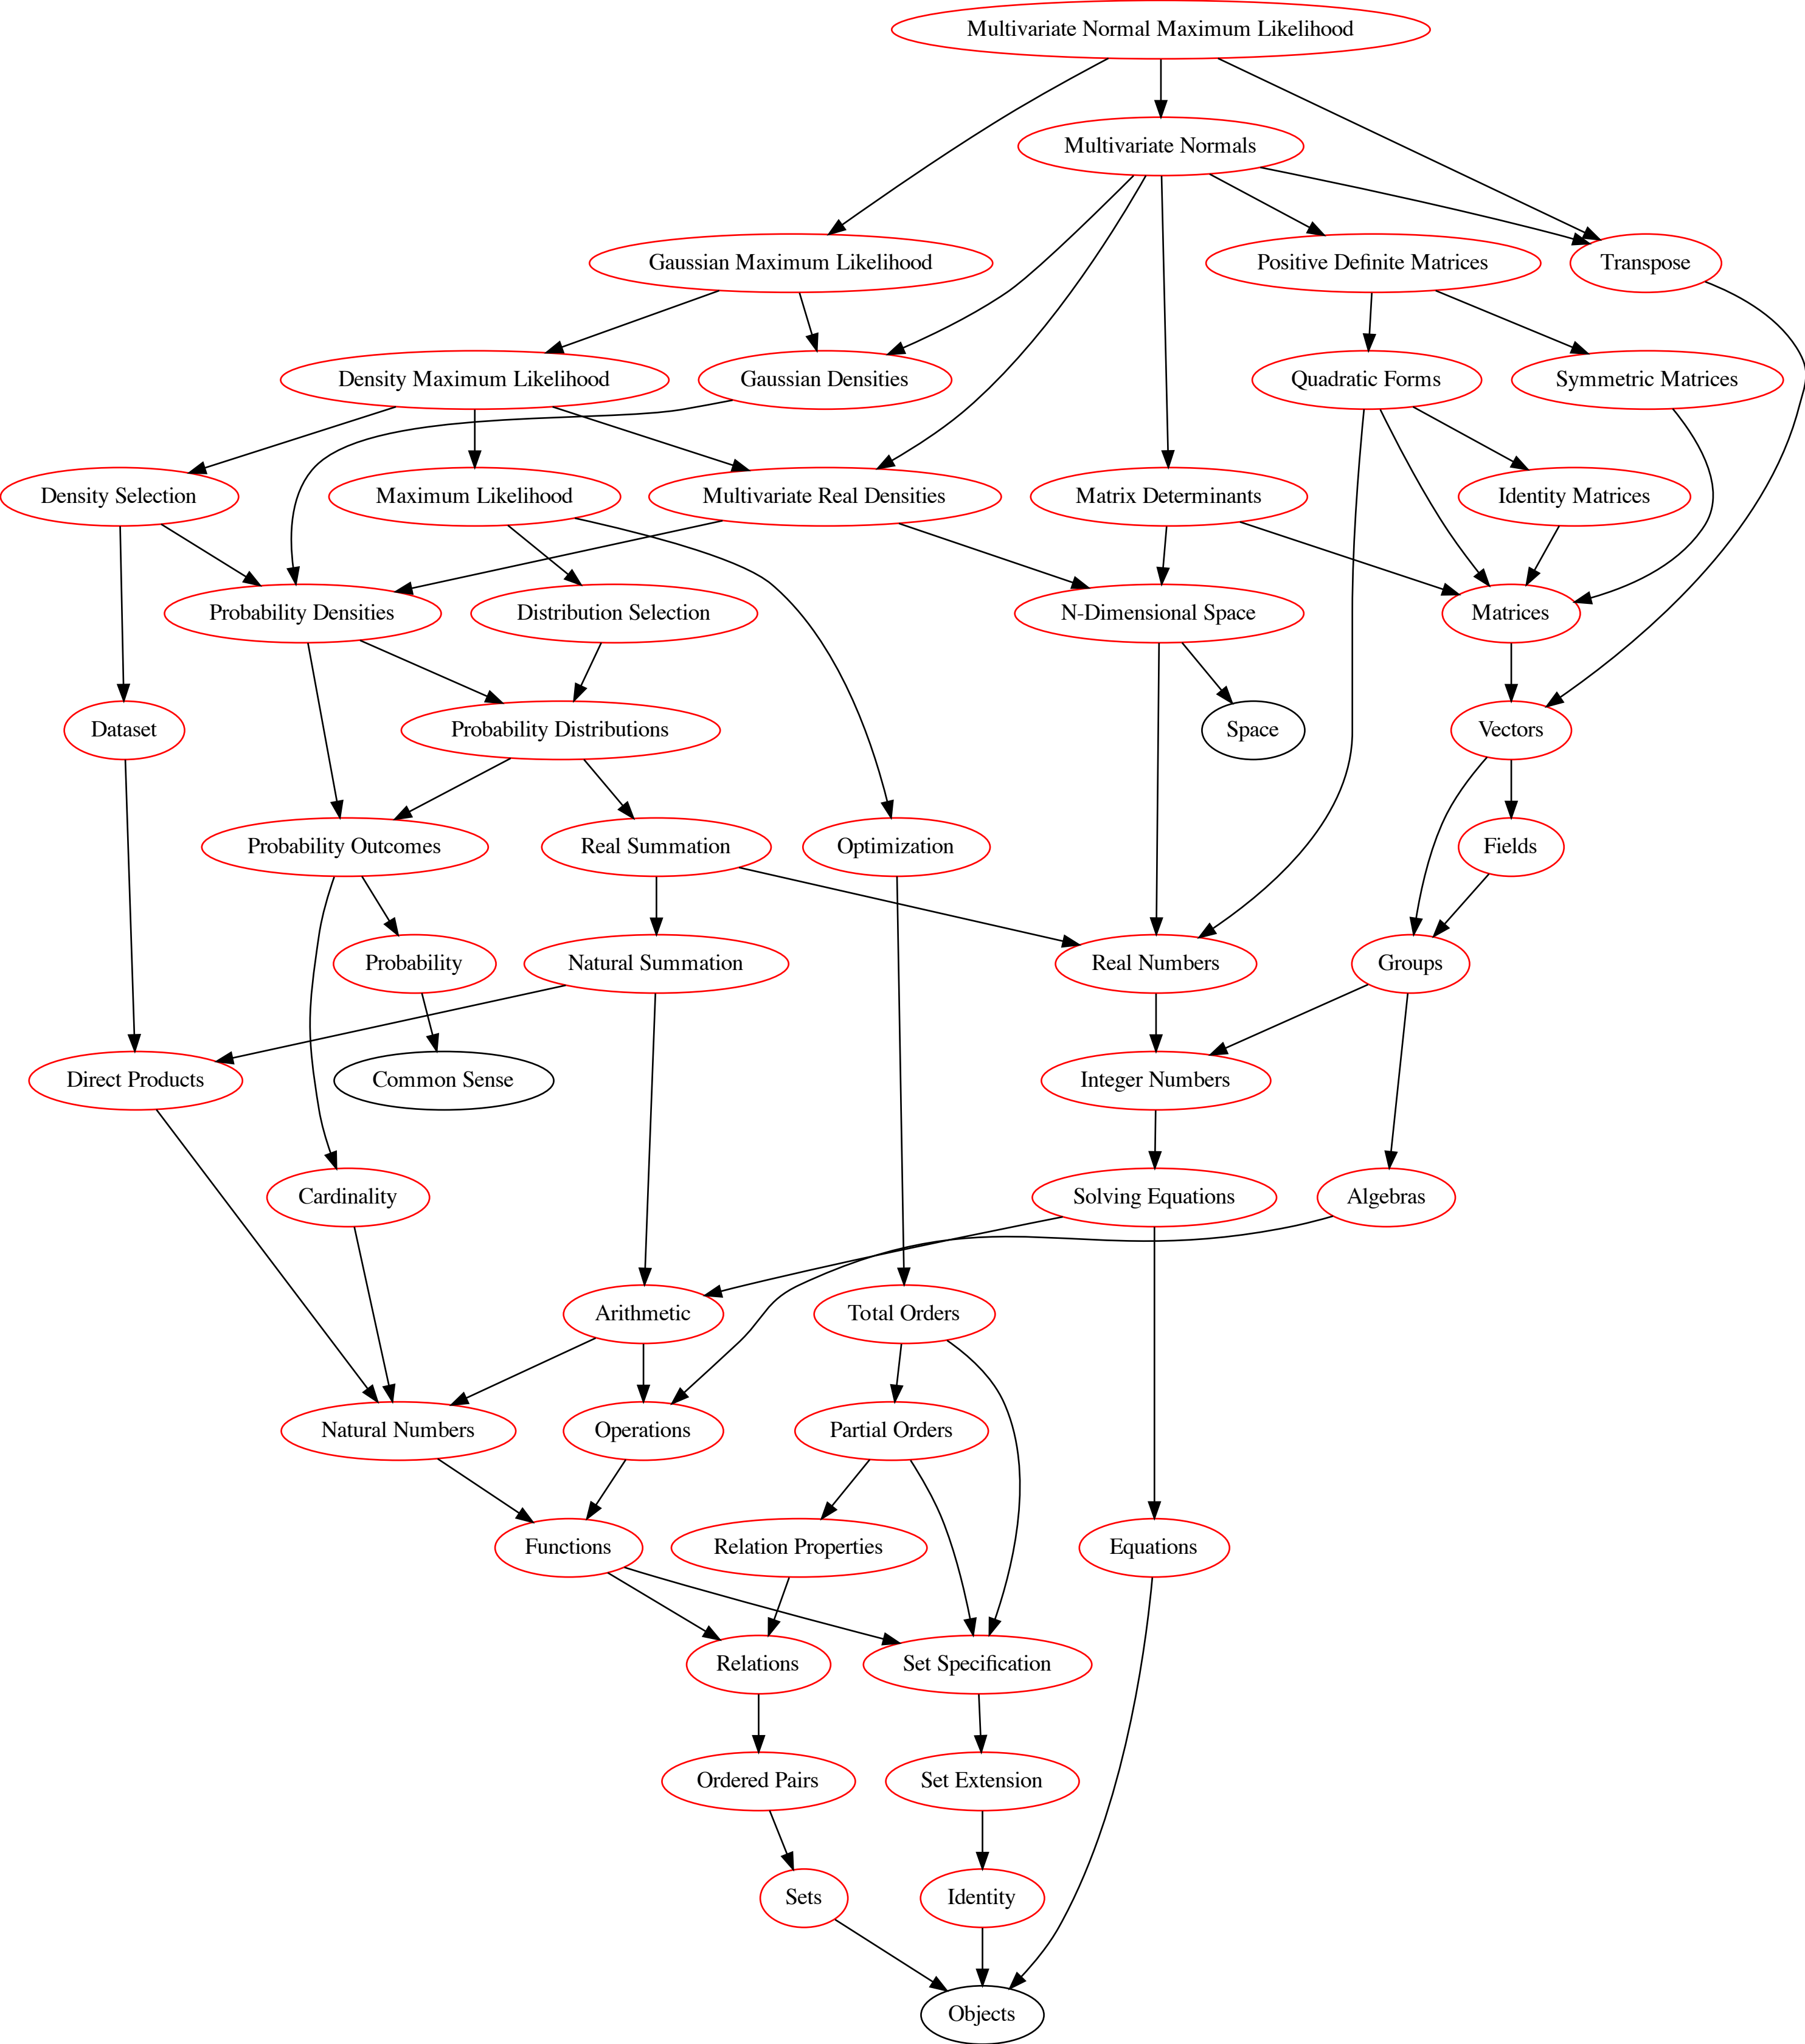 Multivariate Normal Maximum Likelihood
Multivariate Normals
Gaussian Maximum Likelihood
Positive Definite Matrices
Transpose
Density Maximum Likelihood
Gaussian Densities
Quadratic Forms
Symmetric Matrices
Density Selection
Maximum Likelihood
Multivariate Real Densities
Matrix Determinants
Identity Matrices
Probability Densities
Distribution Selection
N-Dimensional Space
Matrices
Dataset
Probability Distributions
Space
Vectors
Probability Outcomes
Real Summation
Optimization
Fields
Probability
Natural Summation
Real Numbers
Groups
Direct Products
Common Sense
Integer Numbers
Cardinality
Solving Equations
Algebras
Arithmetic
Total Orders
Natural Numbers
Operations
Partial Orders
Functions
Relation Properties
Equations
Relations
Set Specification
Ordered Pairs
Set Extension
Sets
Identity
Objects